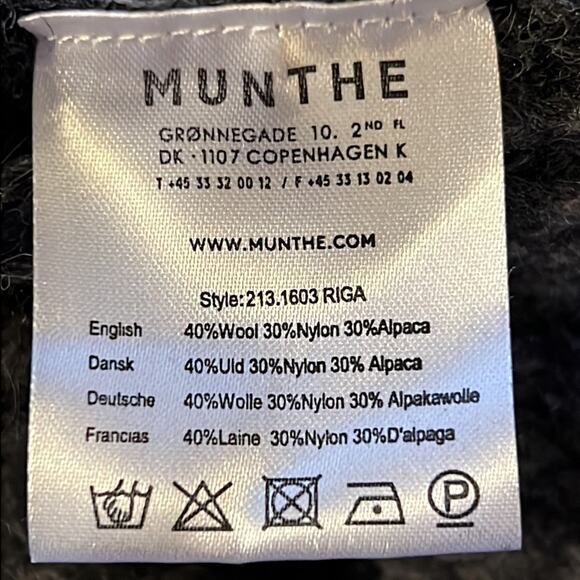 MUNTHE
GRØNNEGADE 10. 2ND FL
DK · 1107 COPENHAGEN K
T +45 33 32 00 12 / F +45 33 13 02 04
WWW.MUNTHE.COM
Style:213.1603 RIGA
English 40%Wool 30%Nylon 30%Alpaca
Dansk 40%Uld 30%Nylon 30% Alpaca
Deutsche 40%Wolle 30%Nylon 30% Alpakawolle
Francias 40%Laine 30%Nylon 30%D'alpaga
P